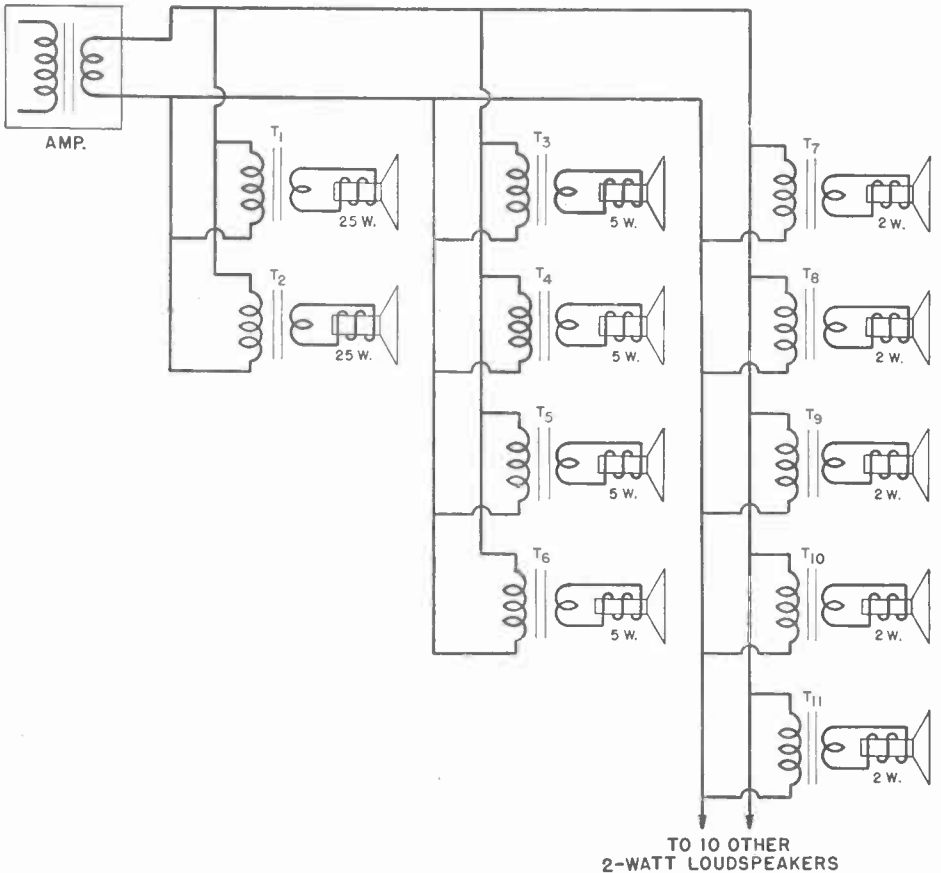 AMP.
T1
25 W.
T2
25 W.
T3
5 W.
T4
5 W.
T5
5 W.
T6
5 W.
T7
2 W.
T8
2 W.
T9
2 W.
T10
2 W.
T11
2 W.
TO 10 OTHER
2-WATT LOUDSPEAKERS